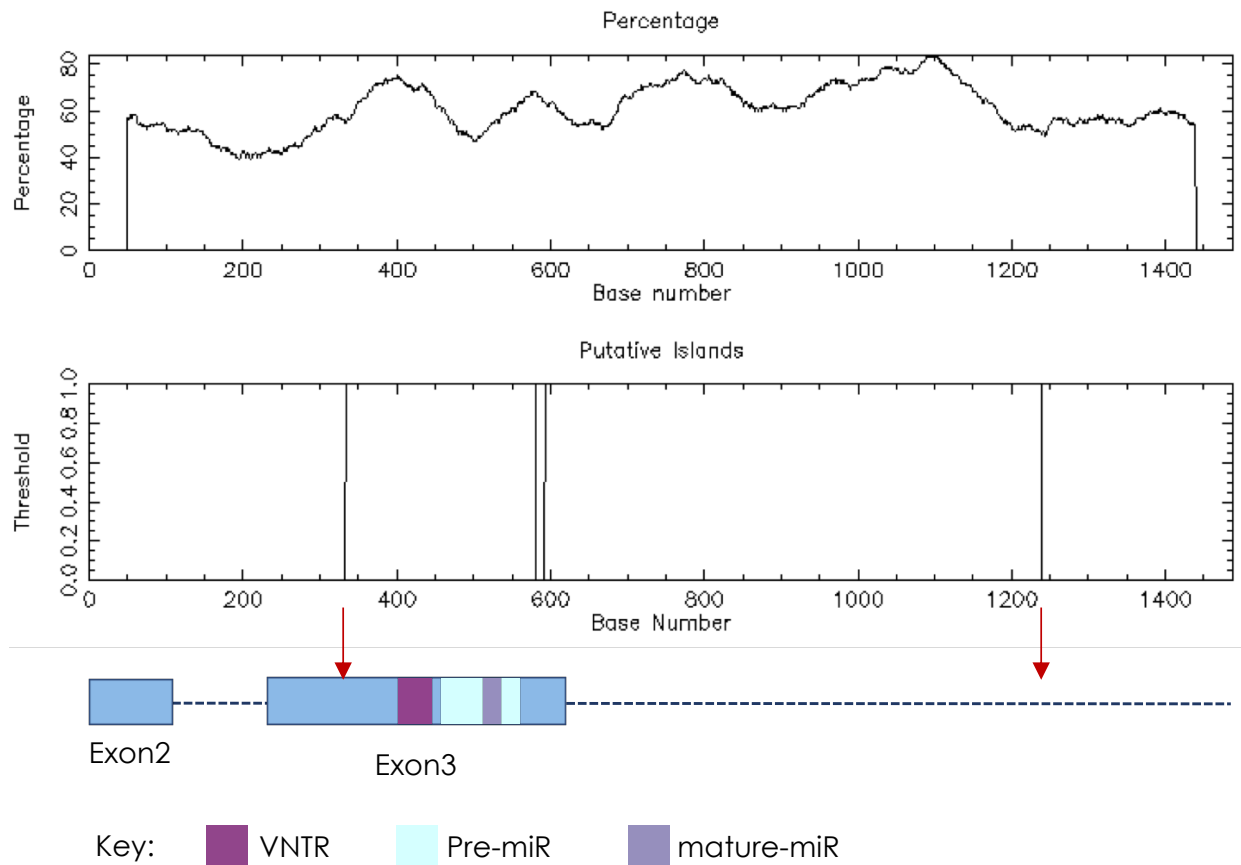 Percentage
Percentage
80
60
40
20
0
0 200 400 600 800 1000 1200 1400
Base number
Putative Islands
Threshold
0.0 0.2 0.4 0.6 0.8 1.0
0 200 400 600 800 1000 1200 1400
Base Number
Exon2
Exon3
Key: VNTR Pre-miR mature-miR